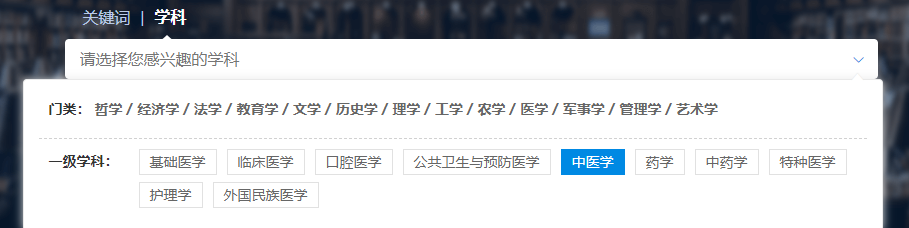 关键词 | 学科
请选择您感兴趣的学科
门类： 哲学 / 经济学 / 法学 / 教育学 / 文学 / 历史学 / 理学 / 工学 / 农学 / 医学 / 军事学 / 管理学 / 艺术学
一级学科： 基础医学 临床医学 口腔医学 公共卫生与预防医学 中医学 药学 中药学 特种医学
护理学 外国民族医学